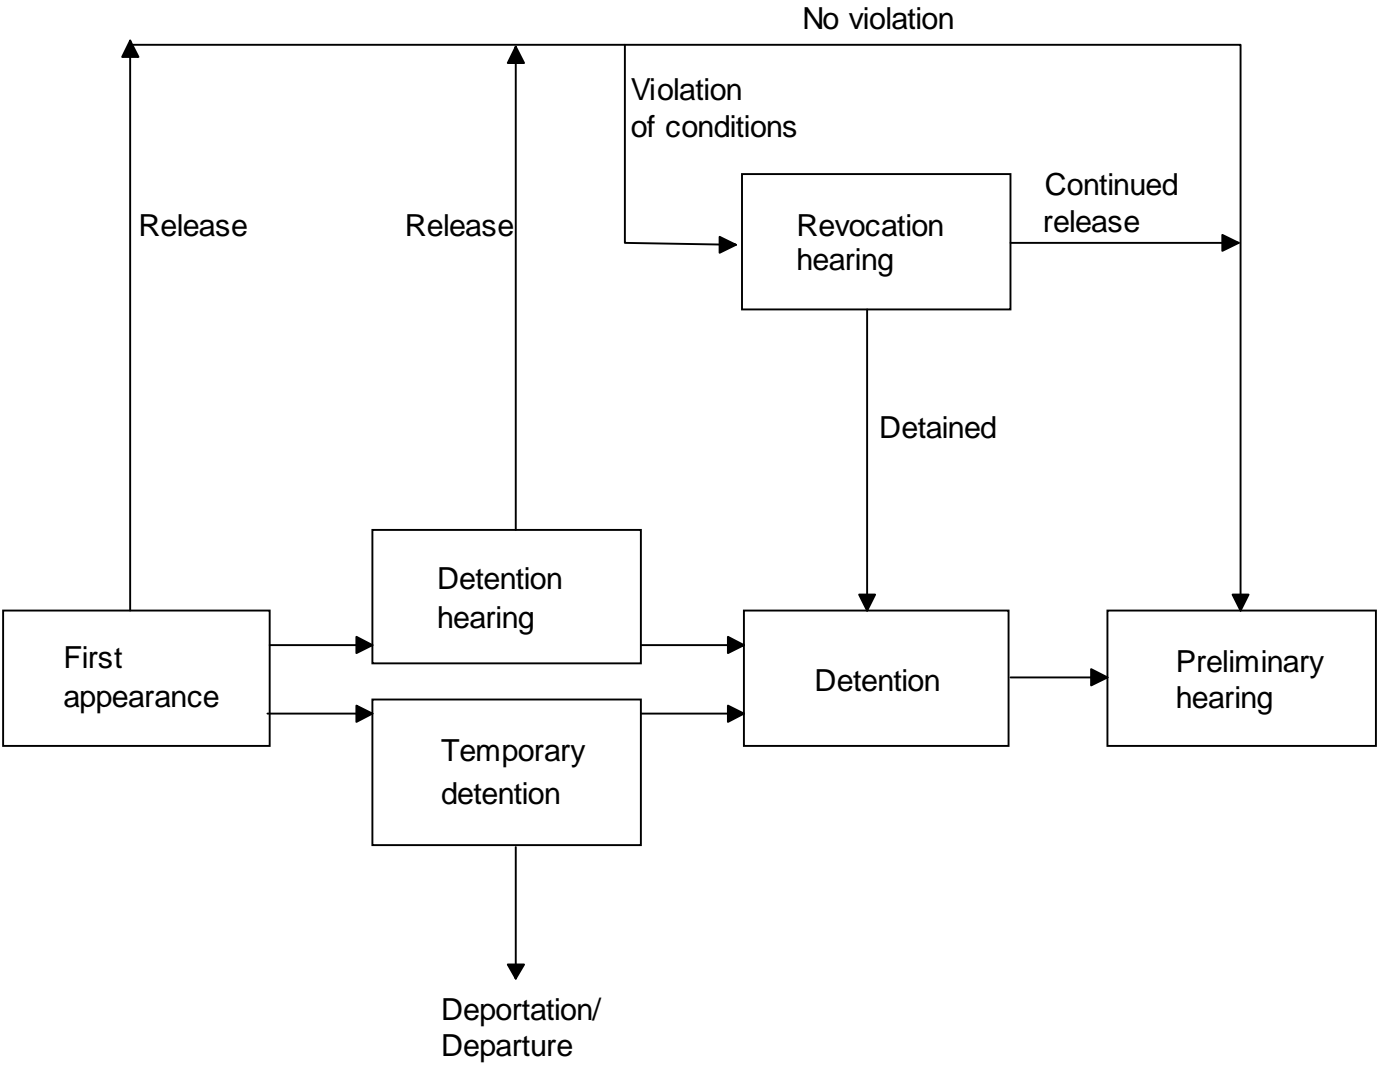 No violation
Violation
of conditions
Continued
release
Release
Release
Revocation
hearing
Detained
Detention
hearing
First
appearance
Detention
Preliminary
hearing
Temporary
detention
Deportation/
Departure